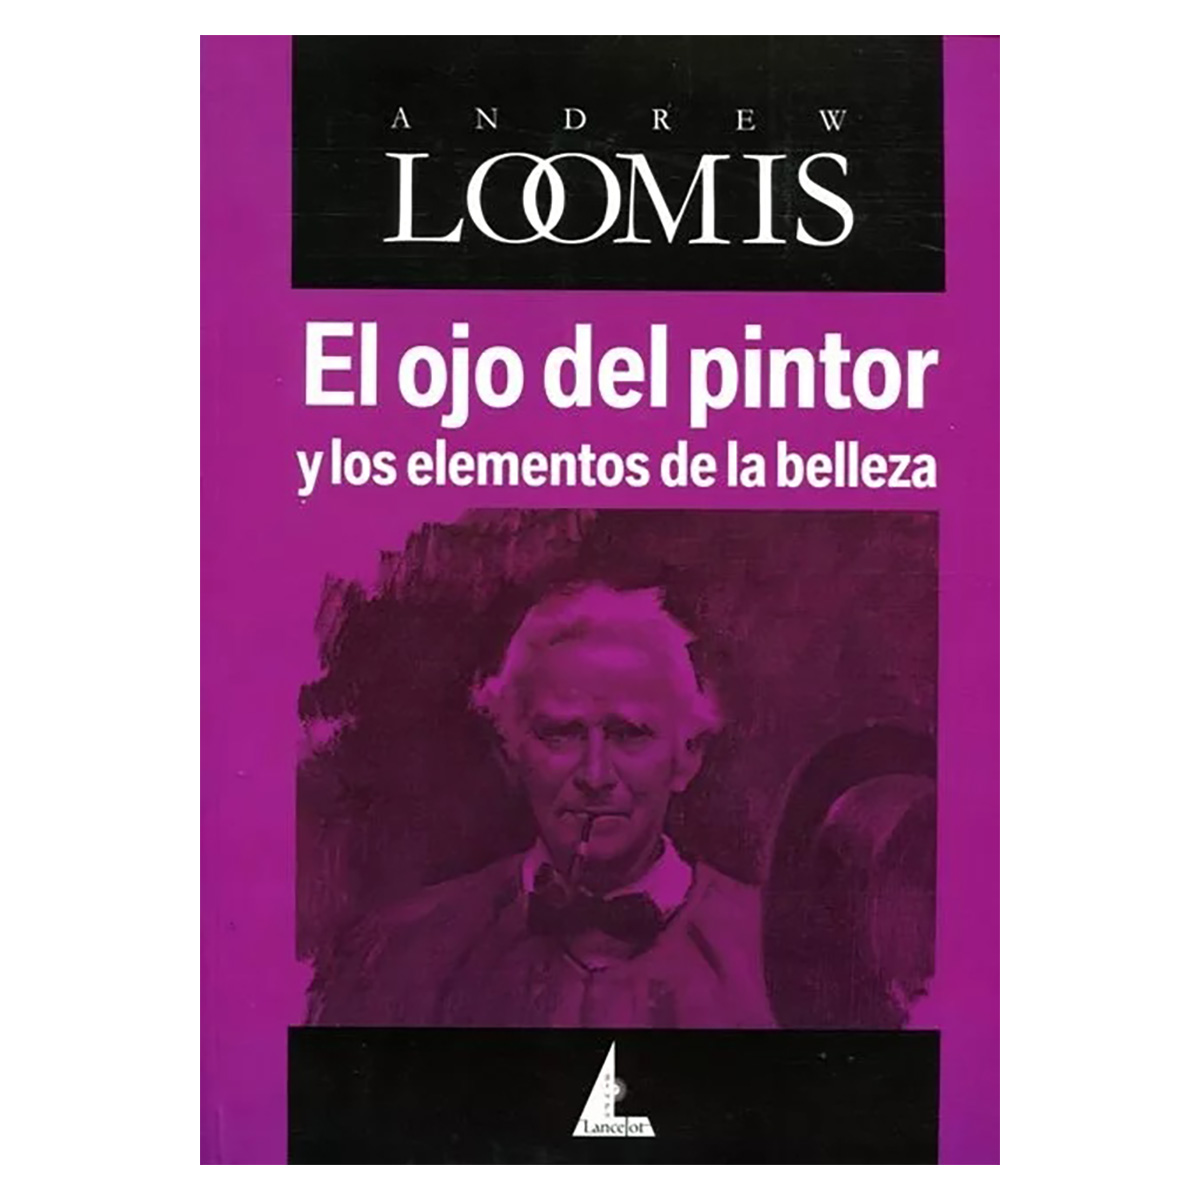 ANDREW
LOOMIS
El ojo del pintor
y los elementos de la belleza
Lancelot